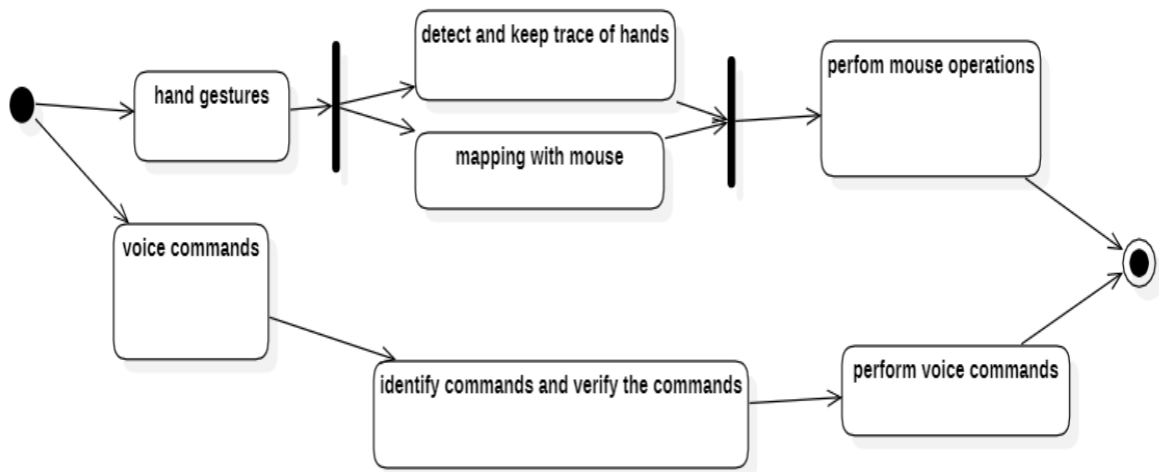 detect and keep trace of hands
perfom mouse operations
hand gestures
mapping with mouse
voice commands
identify commands and verify the commands
perform voice commands